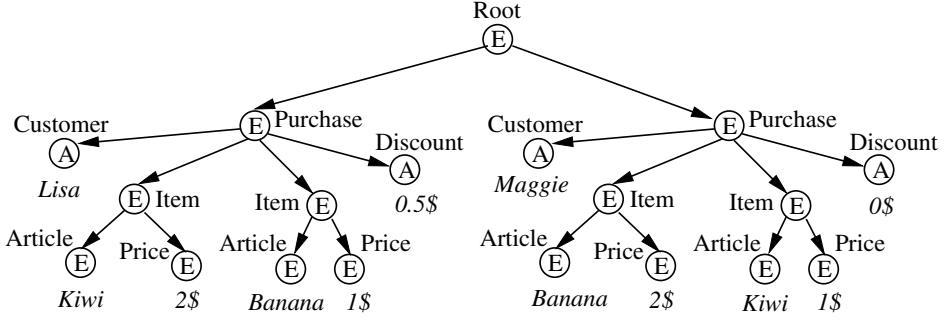 Root
E
Customer
E Purchase
Discount
A
A
Lisa
0.5$
E Item
Item E
Article
E
Price E
Article
E
Price
E
Kiwi
2$
Banana
1$
Customer
E Purchase
Discount
A
A
Maggie
0$
E Item
Item E
Article
E
Price E
Article
E
Price
E
Banana
2$
Kiwi
1$